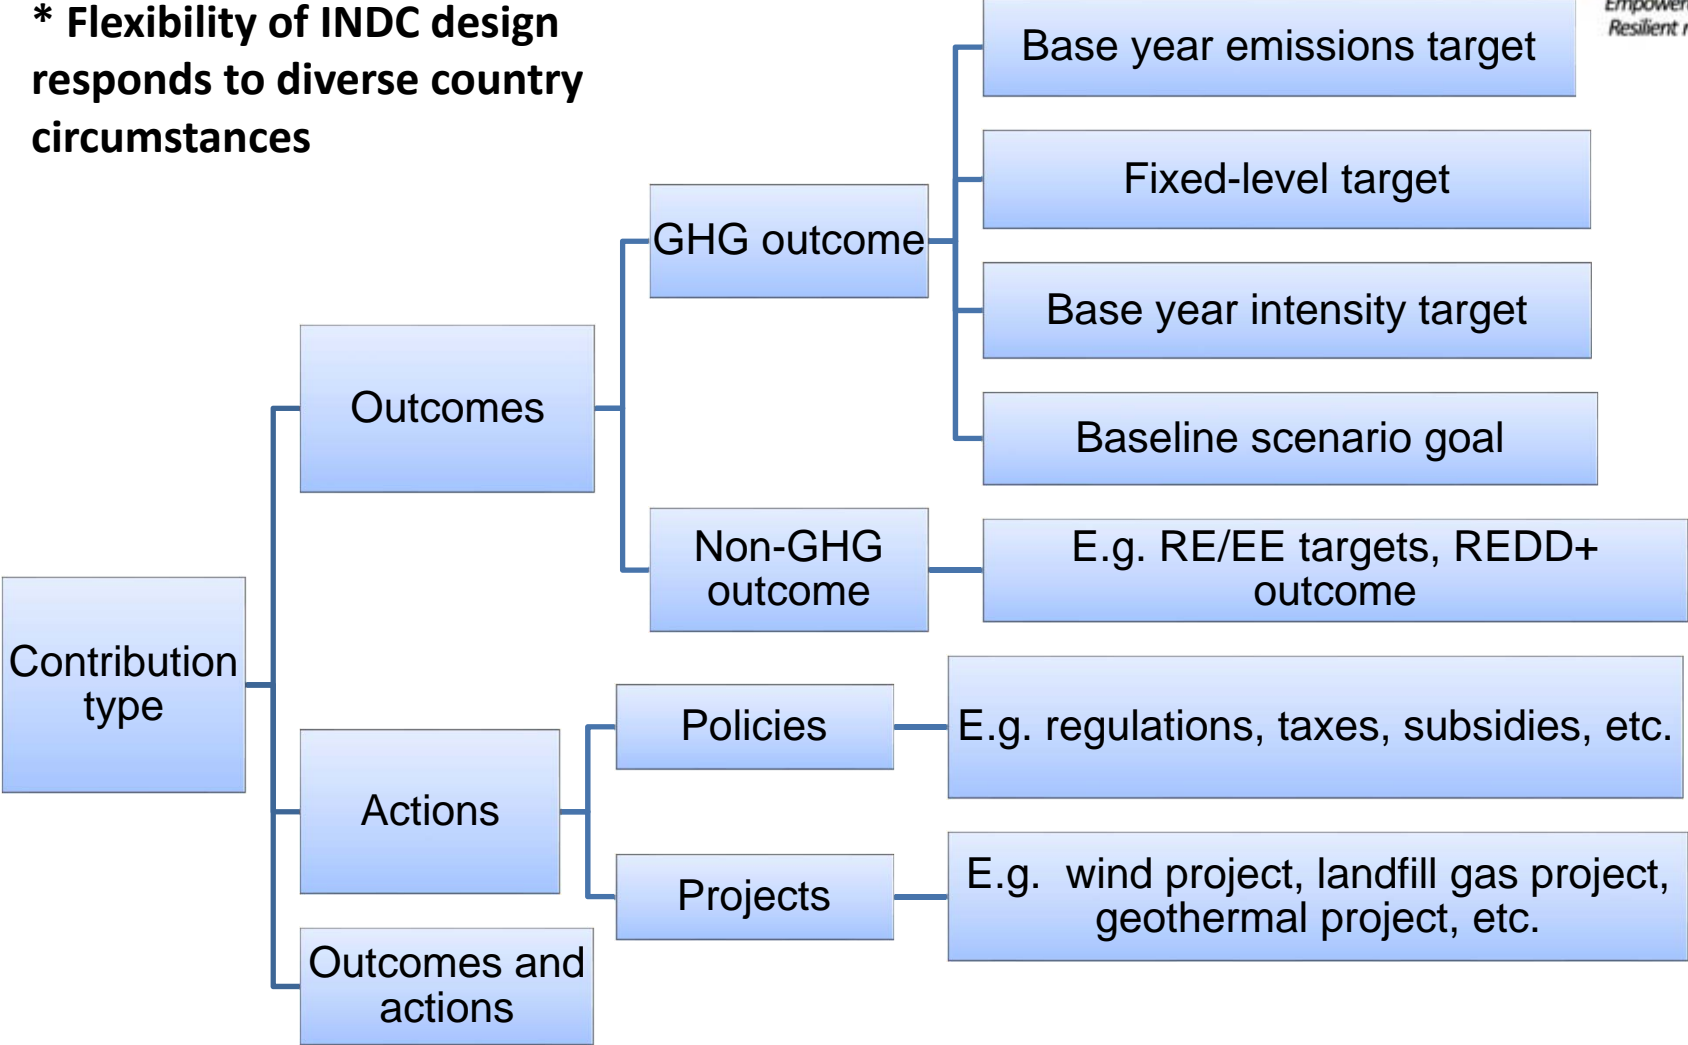 * Flexibility of INDC design
responds to diverse country
circumstances
Resilient
Base year emissions target
Fixed-level target
GHG outcome
Base year intensity target
Outcomes
Baseline scenario goal
Non-GHG
outcome
E.g. RE/EE targets, REDD+
outcome
Contribution
type
Policies
E.g. regulations, taxes, subsidies, etc.
Actions
Projects
E.g. wind project, landfill gas project,
geothermal project, etc.
Outcomes and
actions